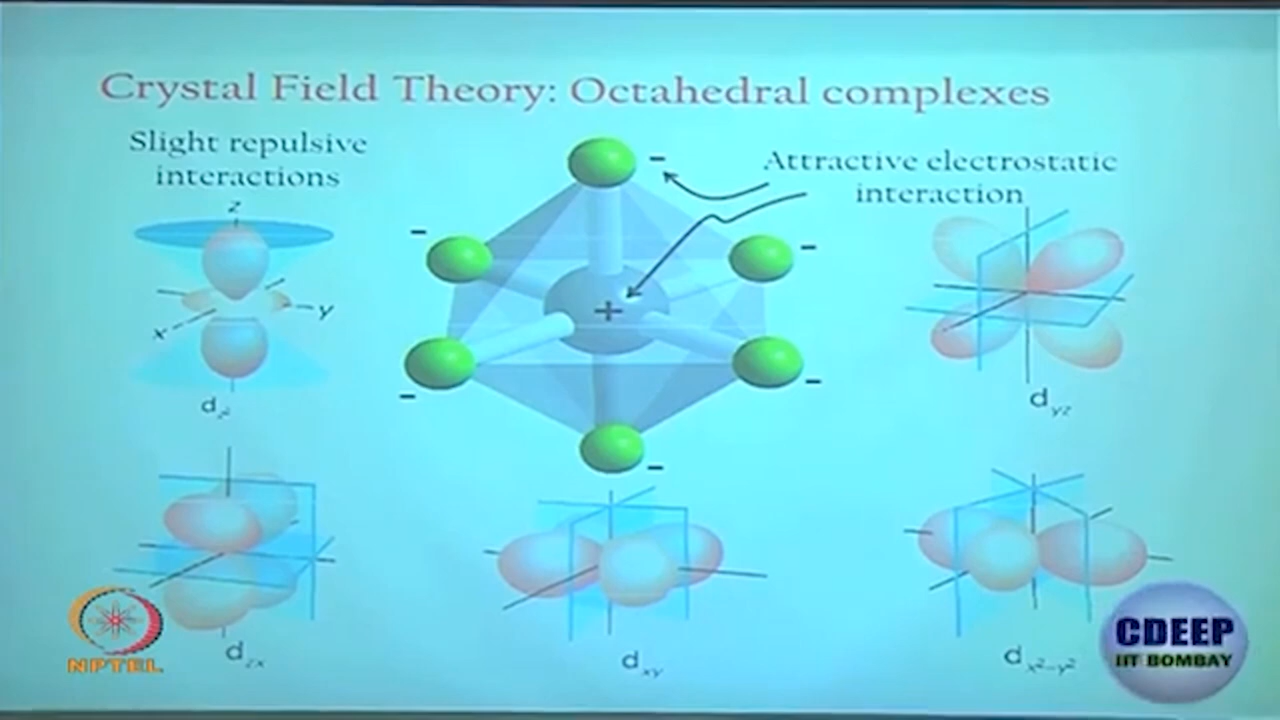 Crystal Field Theory: Octahedral complexes
Slight repulsive
interactions
Attractive electrostatic
interaction
z
y
x
+
-
-
-
-
-
-
d z²
d yz
d zx
d xy
d x²-y²
NPTEL
CDEEP
IIT BOMBAY